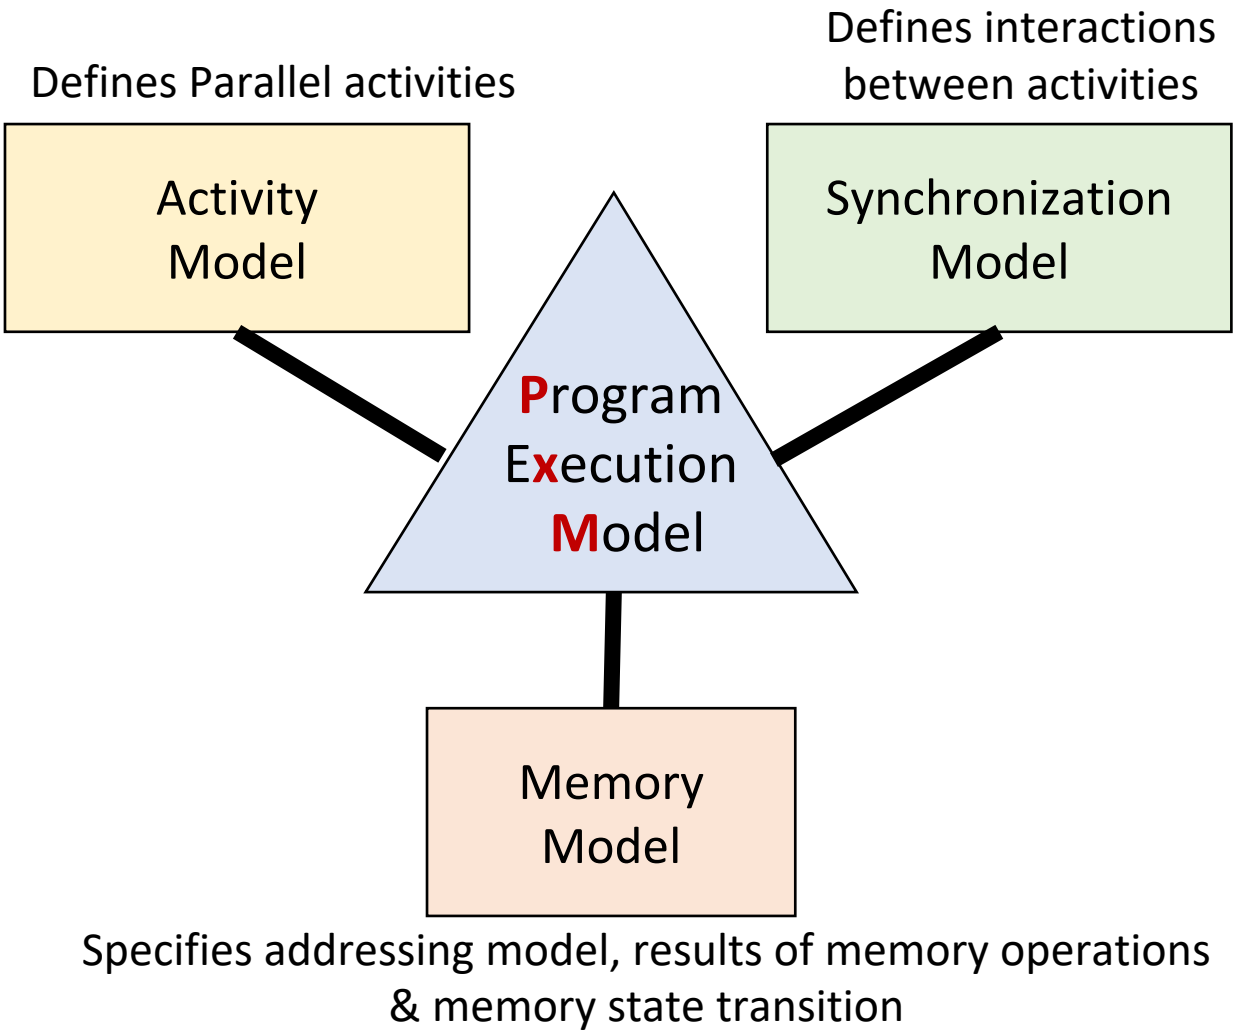 Defines Parallel activities
Defines interactions
between activities
Activity
Model
Synchronization
Model
Program
Execution
Model
Memory
Model
Specifies addressing model, results of memory operations
& memory state transition